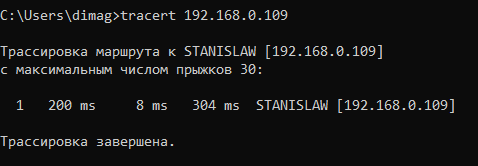 C:\Users\dimag>tracert 192.168.0.109
Трассировка маршрута к STANISLAW [192.168.0.109]
с максимальным числом прыжков 30:
1 200 ms 8 ms 304 ms STANISLAW [192.168.0.109]
Трассировка завершена.